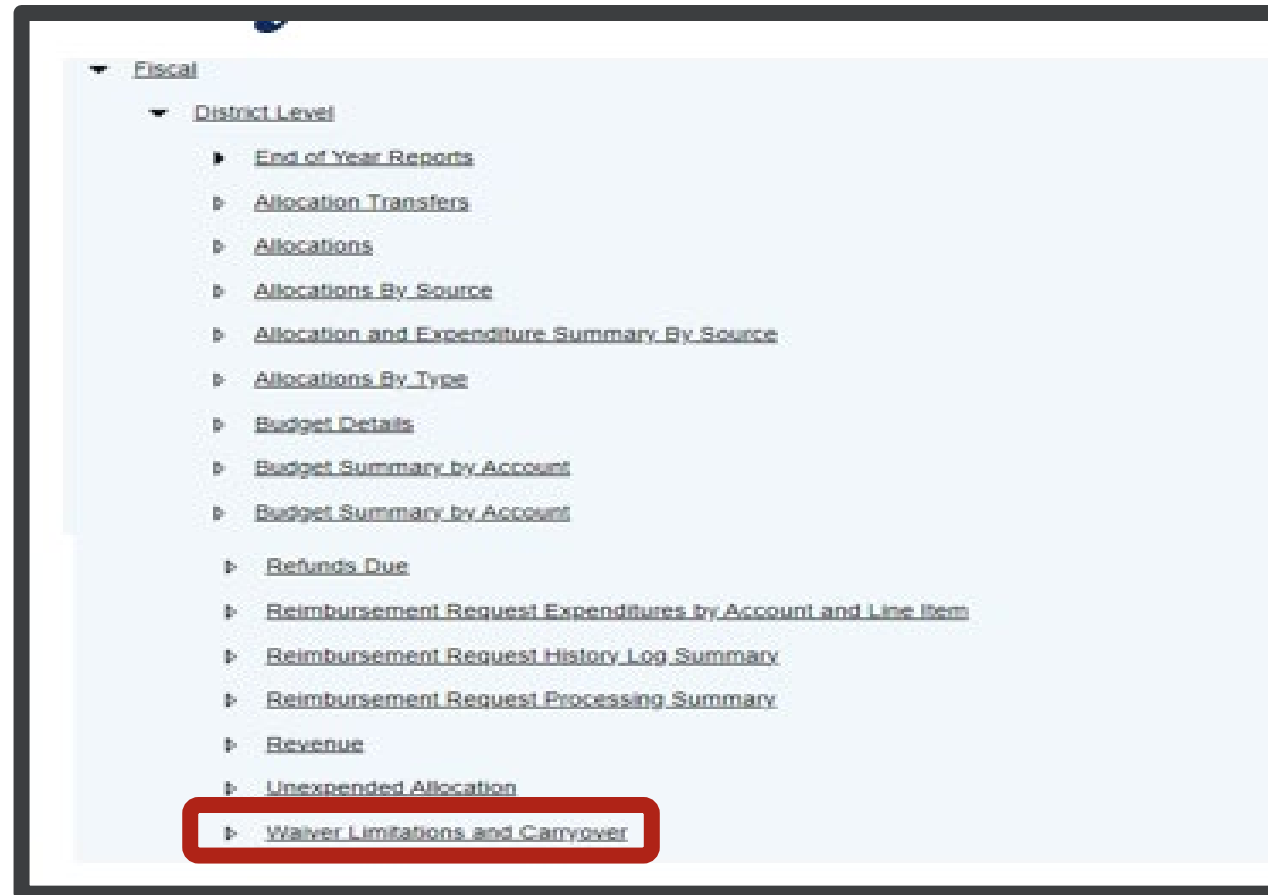 Fiscal
District Level
End of Year Reports
Allocation Transfers
Allocations
Allocations By Source
Allocation and Expenditure Summary By Source
Allocations By Type
Budget Details
Budget Summary by Account
Budget Summary by Account
Refunds Due
Reimbursement Request Expenditures by Account and Line Item
Reimbursement Request History Log Summary
Reimbursement Request Processing Summary
Revenue
Unexpended Allocation
Waiver Limitations and Carryover